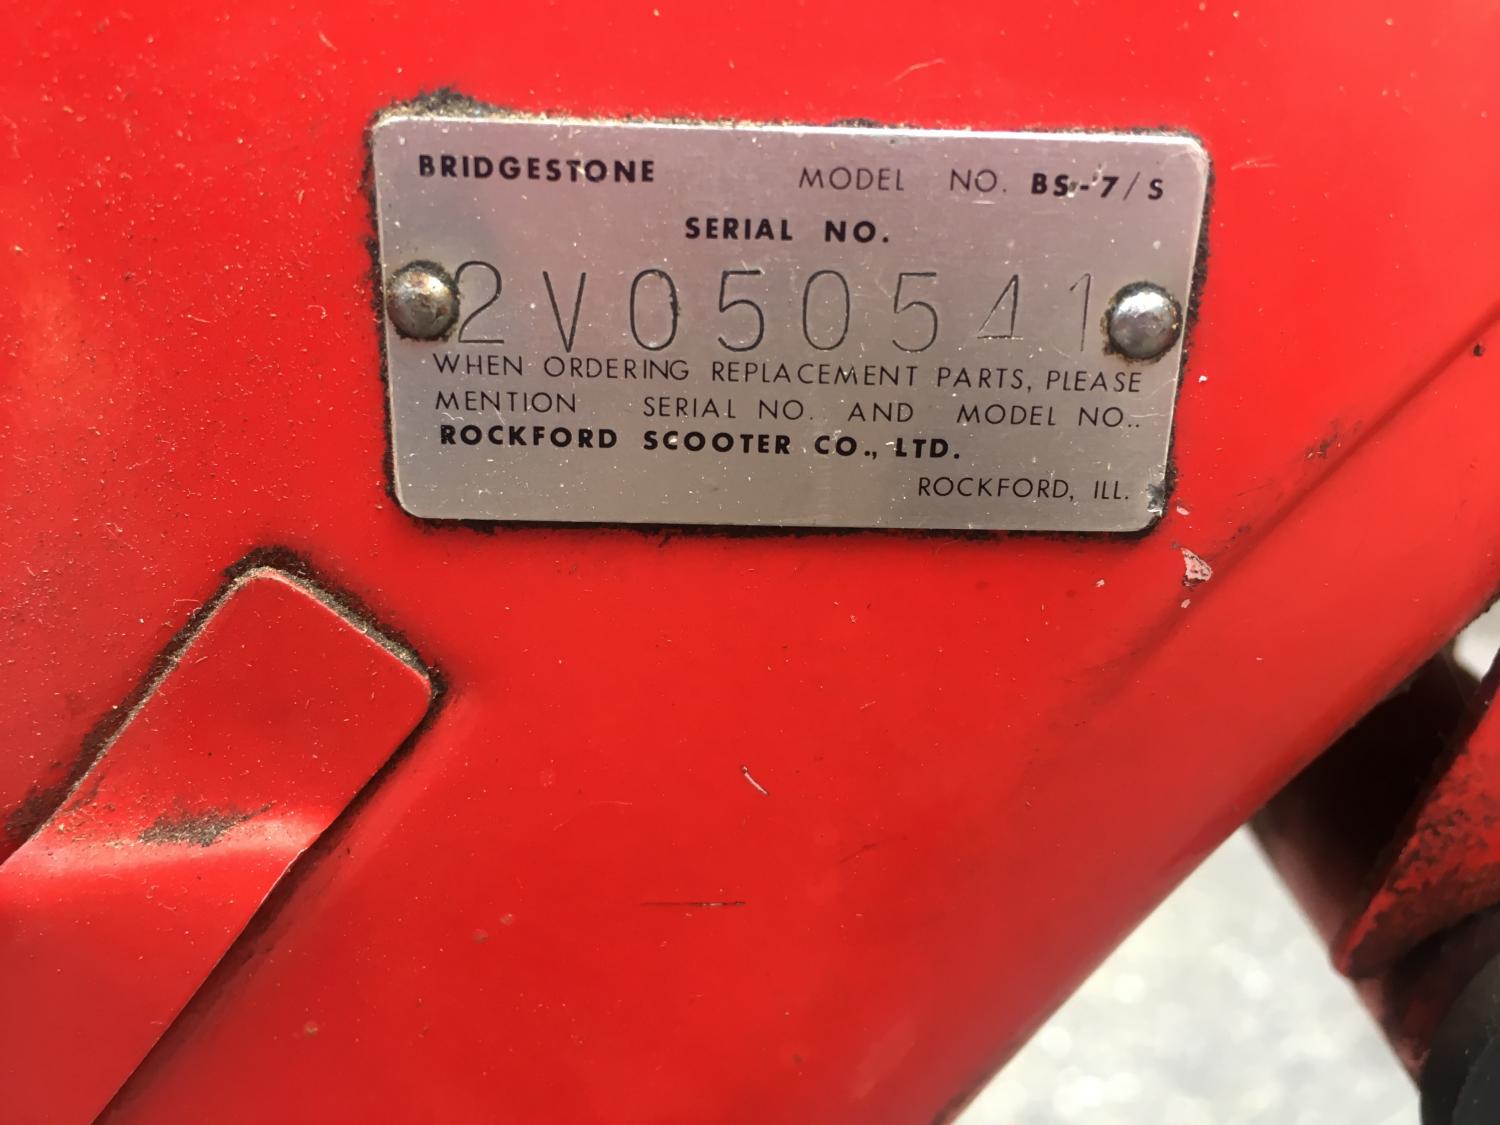 BRIDGESTONE MODEL NO. BS-7/S
SERIAL NO.
2V050541
WHEN ORDERING REPLACEMENT PARTS, PLEASE
MENTION SERIAL NO. AND MODEL NO..
ROCKFORD SCOOTER CO., LTD.
ROCKFORD, ILL.